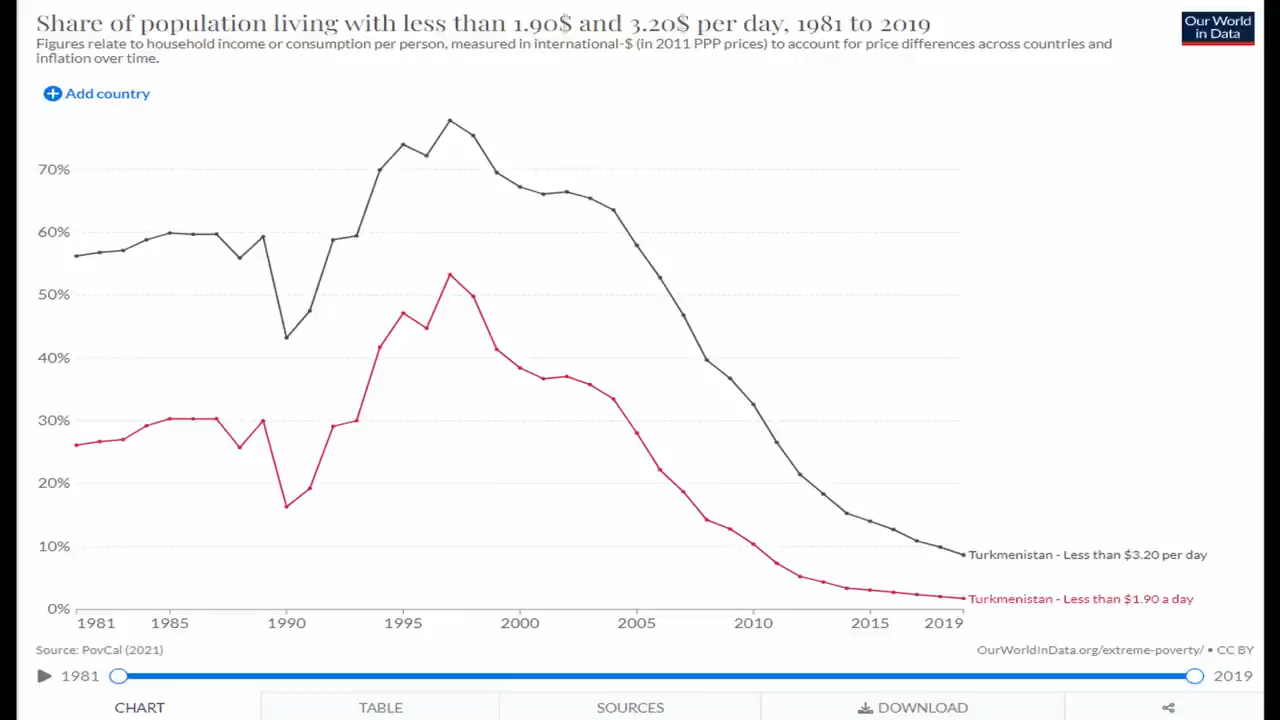 Share of population living with less than 1.90$ and 3.20$ per day, 1981 to 2019
Our World
in Data
Figures relate to household income or consumption per person, measured in international-$ (in 2011 PPP prices) to account for price differences across countries and
inflation over time.
Add country
70%
60%
50%
40%
30%
20%
10%
0%
Turkmenistan - Less than $3.20 per day
Turkmenistan - Less than $1.90 a day
1981 1985 1990 1995 2000 2005 2010 2015 2019
Source: PovCal (2021)
OurWorldInData.org/extreme-poverty/ • CC BY
1981 2019
CHART TABLE SOURCES DOWNLOAD